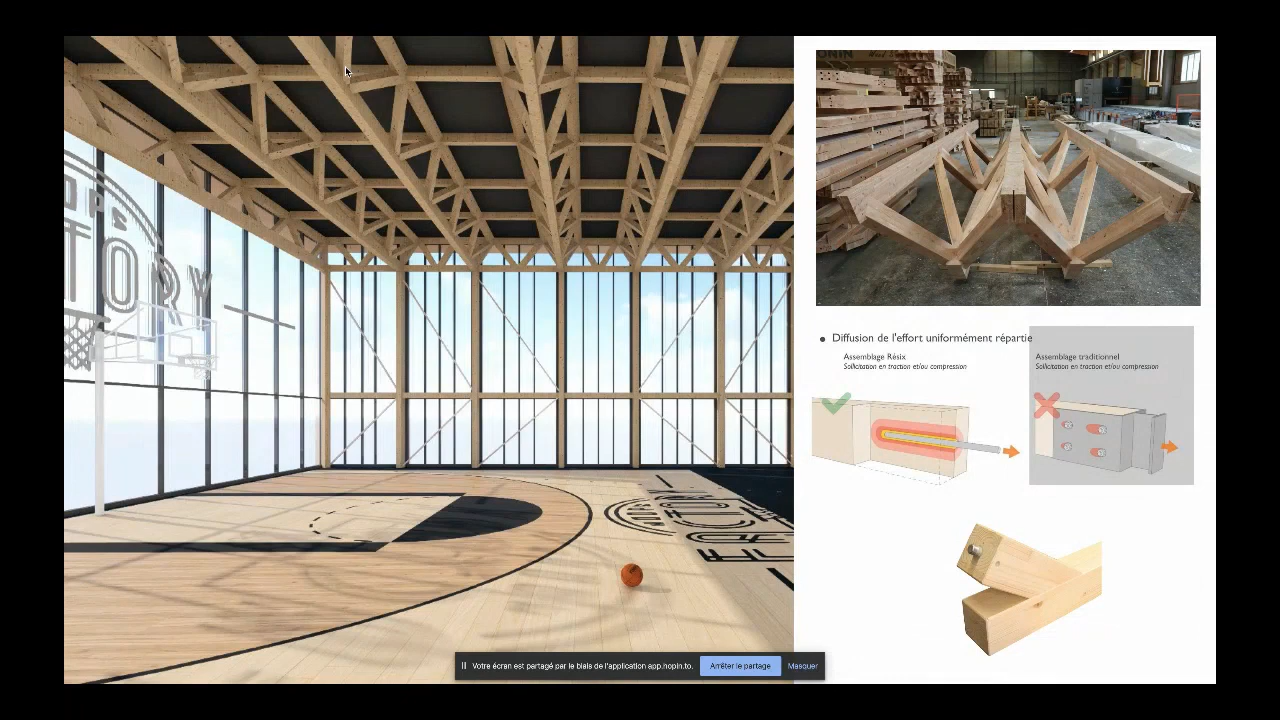 TORY
Diffusion de l'effort uniformément répartie
Assemblage Résix
Sollicitation en traction et/ou compression
Assemblage traditionnel
Sollicitation en traction et/ou compression
Votre écran est partagé par le biais de l'application app.hopin.to.
Arrêter le partage
Masquer